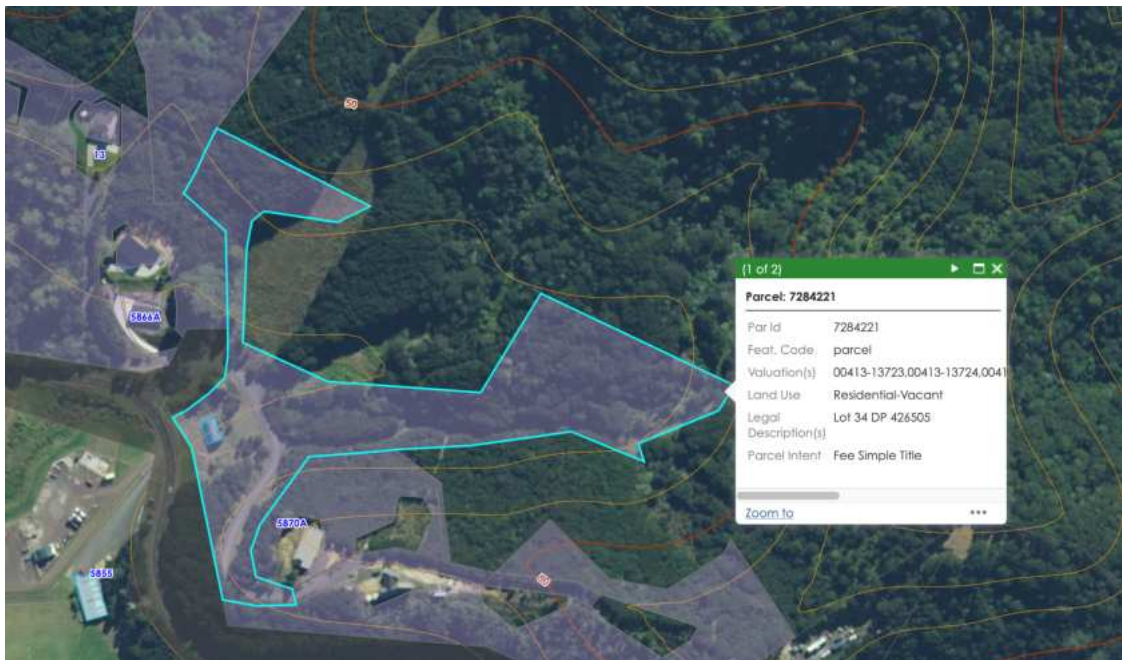 50
13
5866A
(1 of 2)
Parcel: 7284221
Par Id 7284221
Feat. Code parcel
Valuation(s) 00413-13723,00413-13724,0041
Land Use Residential-Vacant
Legal Description(s) Lot 34 DP 426505
Parcel Intent Fee Simple Title
Zoom to
5870A
5855